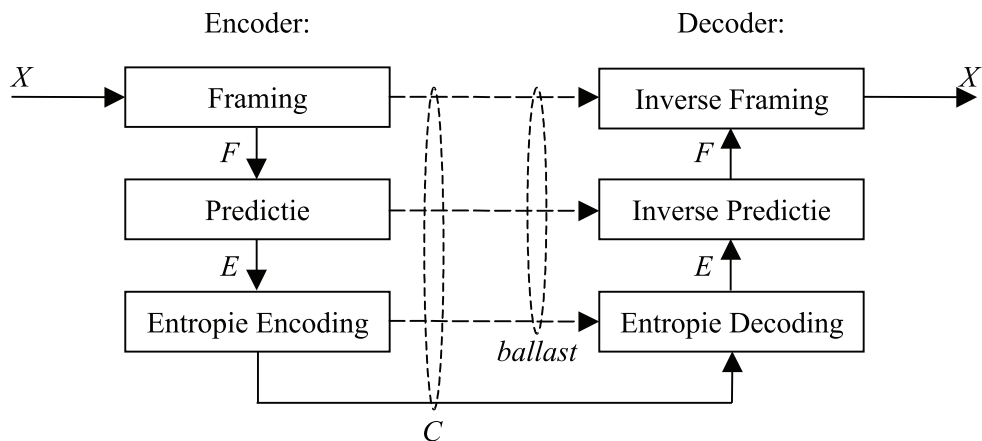 Encoder:
Decoder:
X
X
Framing
Inverse Framing
F
F
Predictie
Inverse Predictie
E
E
Entropie Encoding
Entropie Decoding
ballast
C